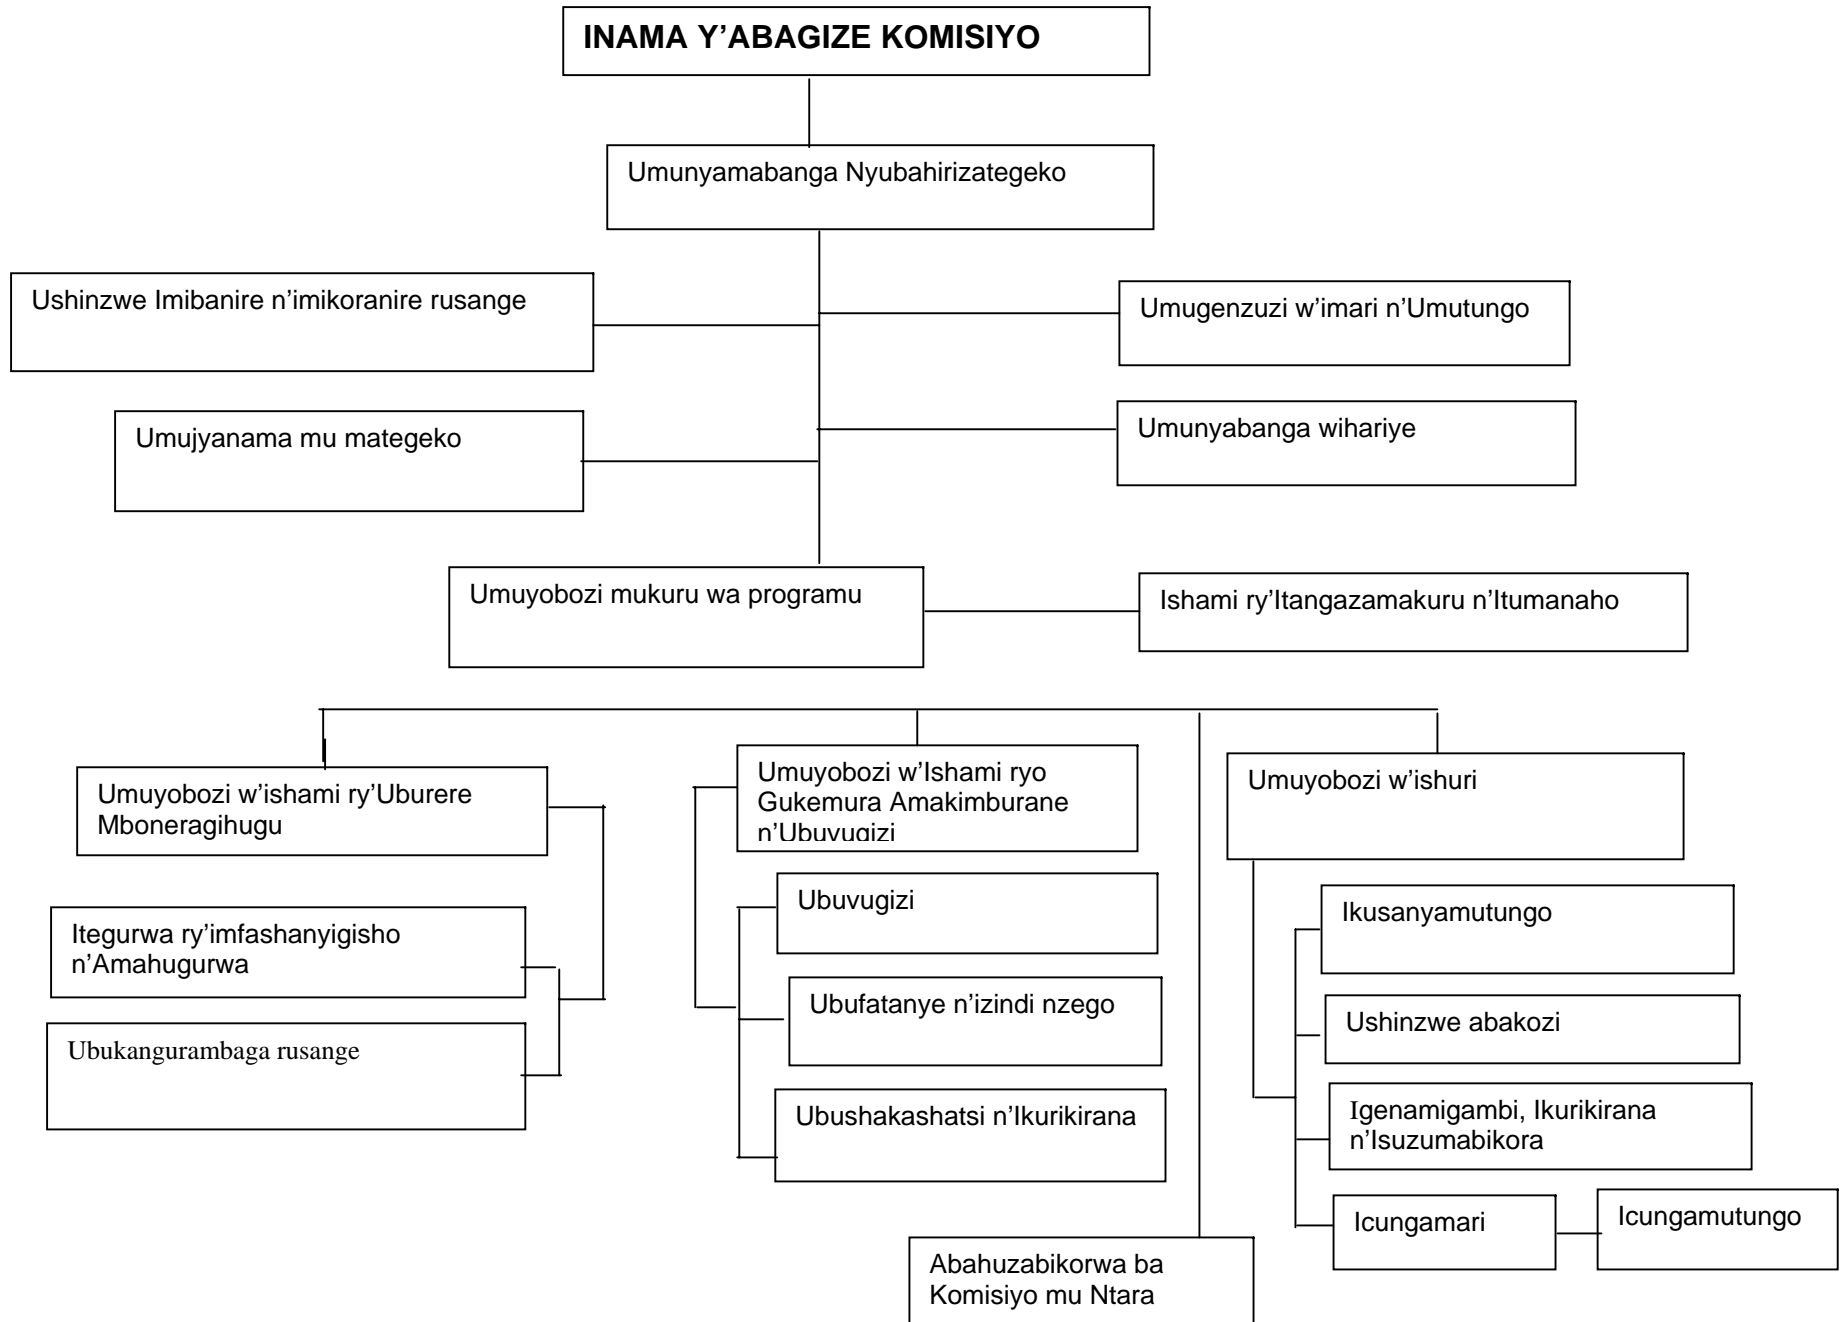 INAMA Y’ABAGIZE KOMISIYO
Umunyamabanga Nyubahirizategeko
Ushinzwe Imibanire n’imikoranire rusange
Umugenzuzi w’imari n’Umutungo
Umujyanama mu mategeko
Umunyabanga wihariye
Umuyobozi mukuru wa programu
Ishami ry’Itangazamakuru n’Itumanaho
Umuyobozi w’ishami ry’Uburere
Mboneragihugu
Itegurwa ry’imfashanyigisho
n’Amahugurwa
Ubukangurambaga rusange
Umuyobozi w’Ishami ryo
Gukemura Amakimburane
n’Ubuvugizi
Ubuvugizi
Ubufatanye n’izindi nzego
Ubushakashatsi n’Ikurikirana
Abahuzabikorwa ba
Komisiyo mu Ntara
Umuyobozi w’ishuri
Ikusanyamutungo
Ushinzwe abakozi
Igenamigambi, Ikurikirana
n’Isuzumabikora
Icungamari
Icungamutungo